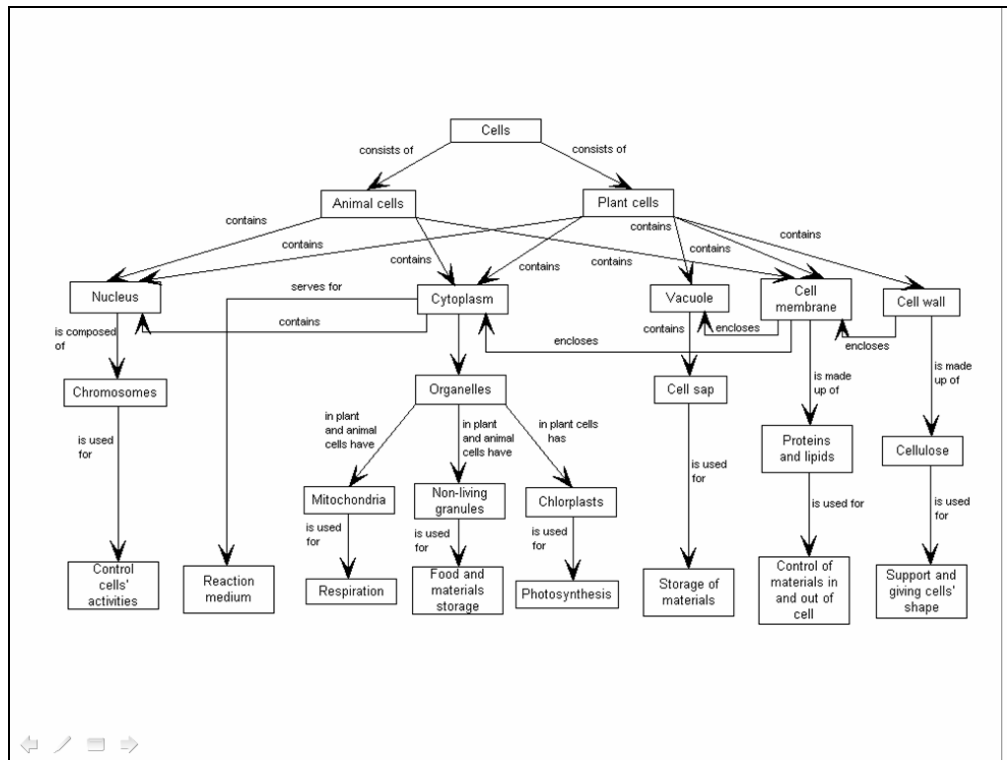 Cells
consists of
consists of
Animal cells
Plant cells
contains
contains
contains
contains
contains
contains
contains
contains
Nucleus
serves for
Cytoplasm
Vacuole
Cell
membrane
Cell wall
is composed
of
contains
encloses
contains
encloses
encloses
Chromosomes
Organelles
Cell sap
is made
up of
is made
up of
is used
for
in plant
and animal
cells have
in plant
and animal
cells have
in plant cells
has
Proteins
and lipids
Cellulose
is used
for
Mitochondria
Non-living
granules
Chlorplasts
is used
for
is used
for
is used
for
is used for
is used
for
Control
cells'
activities
Reaction
medium
Respiration
Food and
materials
storage
Photosynthesis
Storage of
materials
Control of
materials in
and out of
cell
Support and
giving cells'
shape